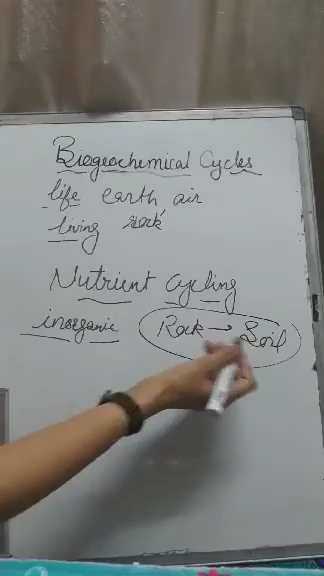 Biogeochemical Cycles
life earth air
living rock
Nutrient Cycling
inorganic Rock → Soil